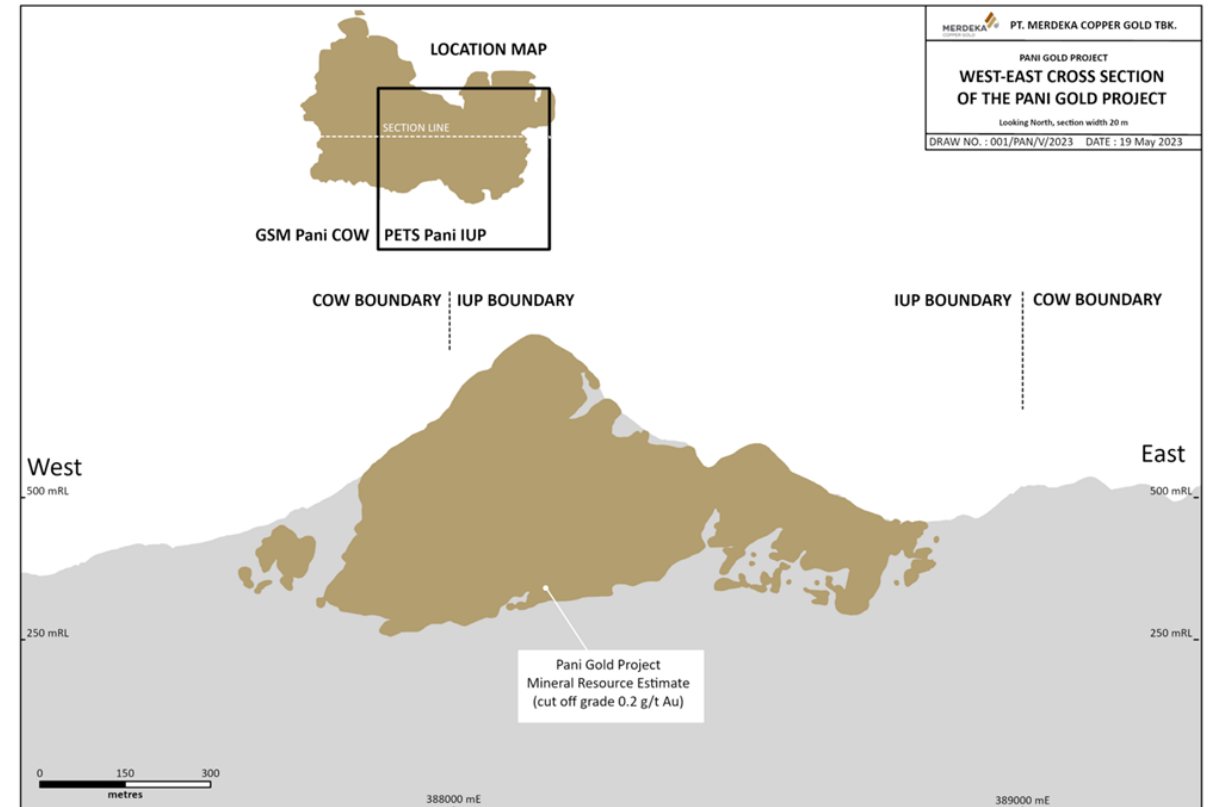 MERDEKA
COPPER GOLD
PT. MERDEKA COPPER GOLD TBK.
PANI GOLD PROJECT
WEST-EAST CROSS SECTION
OF THE PANI GOLD PROJECT
Looking North, section width 20 m
DRAW NO. : 001/PAN/V/2023 DATE : 19 May 2023
LOCATION MAP
SECTION LINE
GSM Pani COW PETS Pani IUP
COW BOUNDARY IUP BOUNDARY
IUP BOUNDARY COW BOUNDARY
West
East
500 mRL
500 mRL
250 mRL
250 mRL
Pani Gold Project
Mineral Resource Estimate
(cut off grade 0.2 g/t Au)
0 150 300
metres
388000 mE
389000 mE